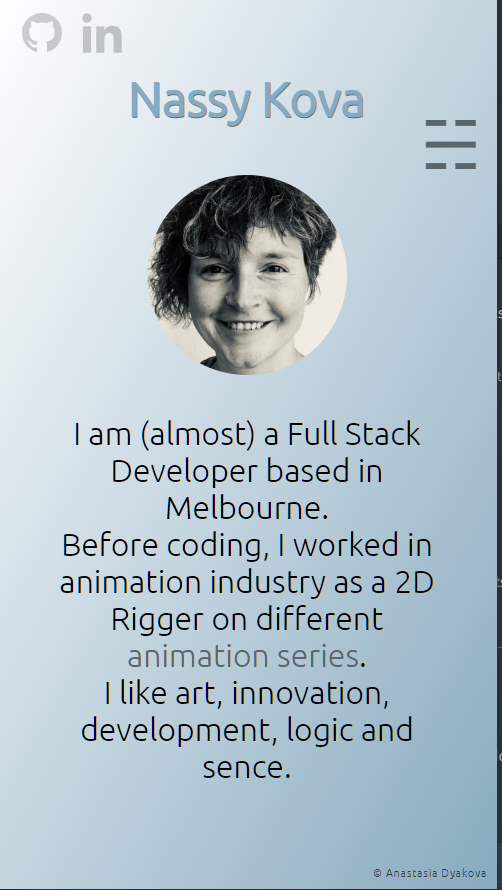 in
Nassy Kova
I am (almost) a Full Stack
Developer based in
Melbourne.
Before coding, I worked in
animation industry as a 2D
Rigger on different
animation series.
I like art, innovation,
development, logic and
sence.
© Anastasia Dyakova